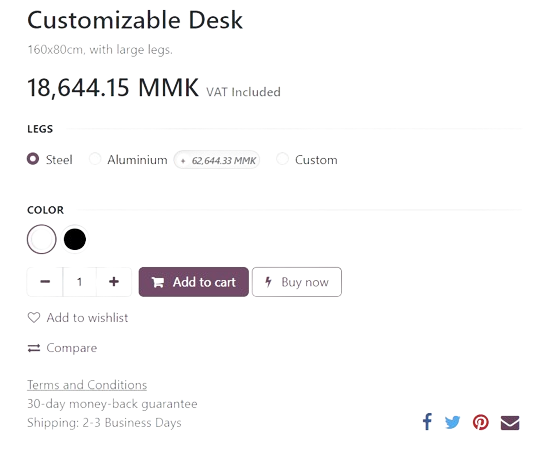 Customizable Desk
160x80cm, with large legs.
18,644.15 MMK VAT Included
LEGS
Steel Aluminium + 62,644.33 MMK Custom
COLOR
- 1 + Add to cart Buy now
Add to wishlist
Compare
Terms and Conditions
30-day money-back guarantee
Shipping: 2-3 Business Days